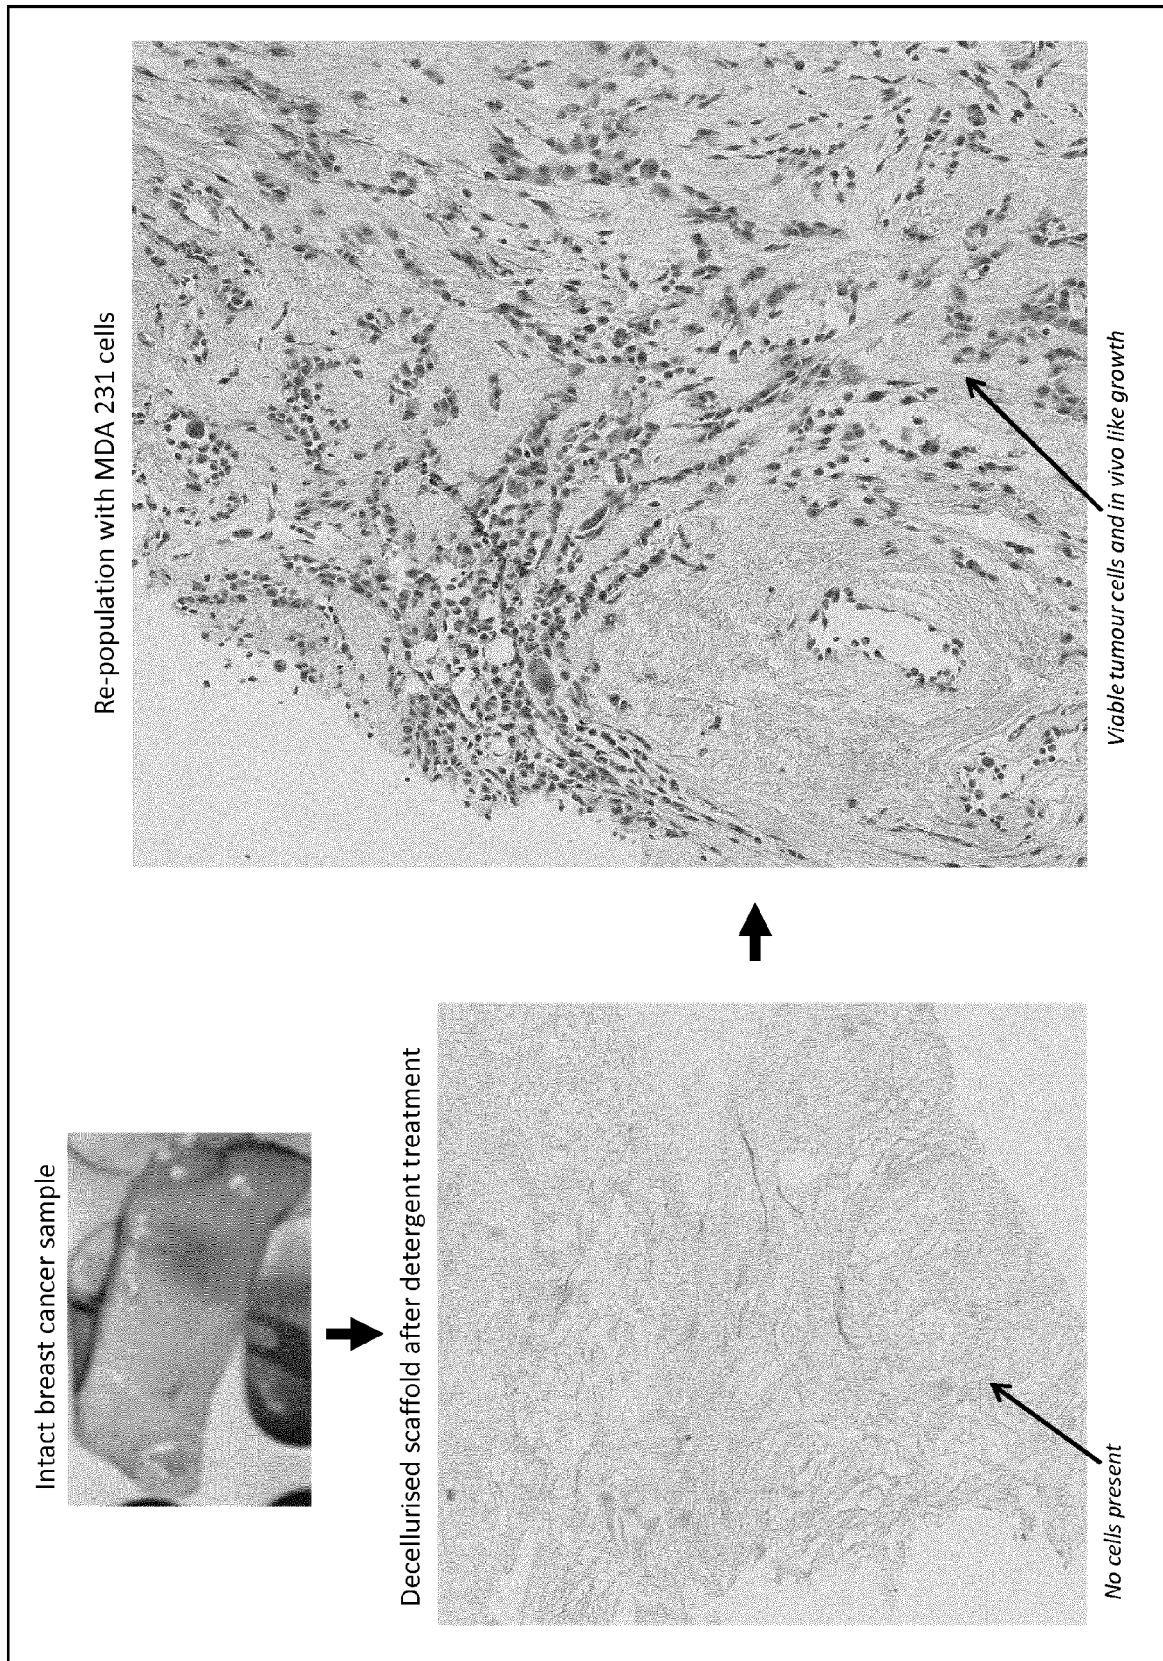 Intact breast cancer sample
Decellurised scaffold after detergent treatment
No cells present
Re-population with MDA 231 cells
Viable tumour cells and in vivo like growth